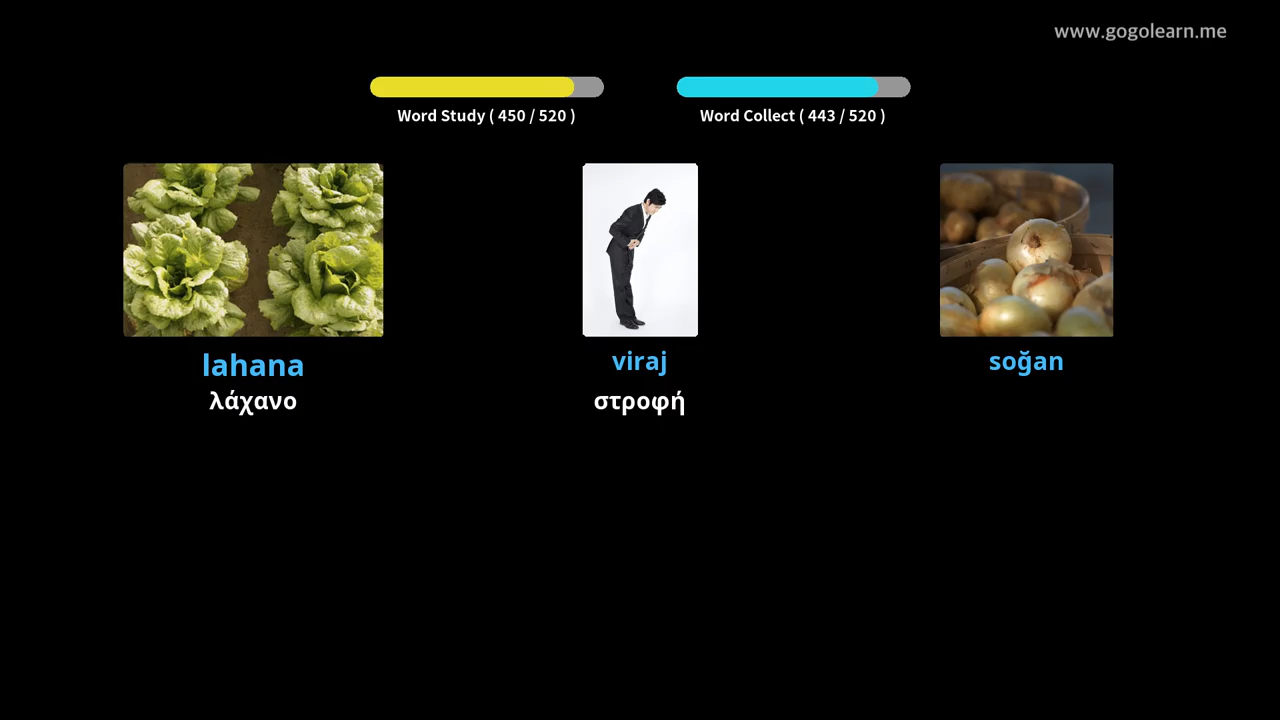 www.gogolearn.me
Word Study ( 450 / 520 )
Word Collect ( 443 / 520 )
lahana
λάχανο
viraj
στροφή
soğan